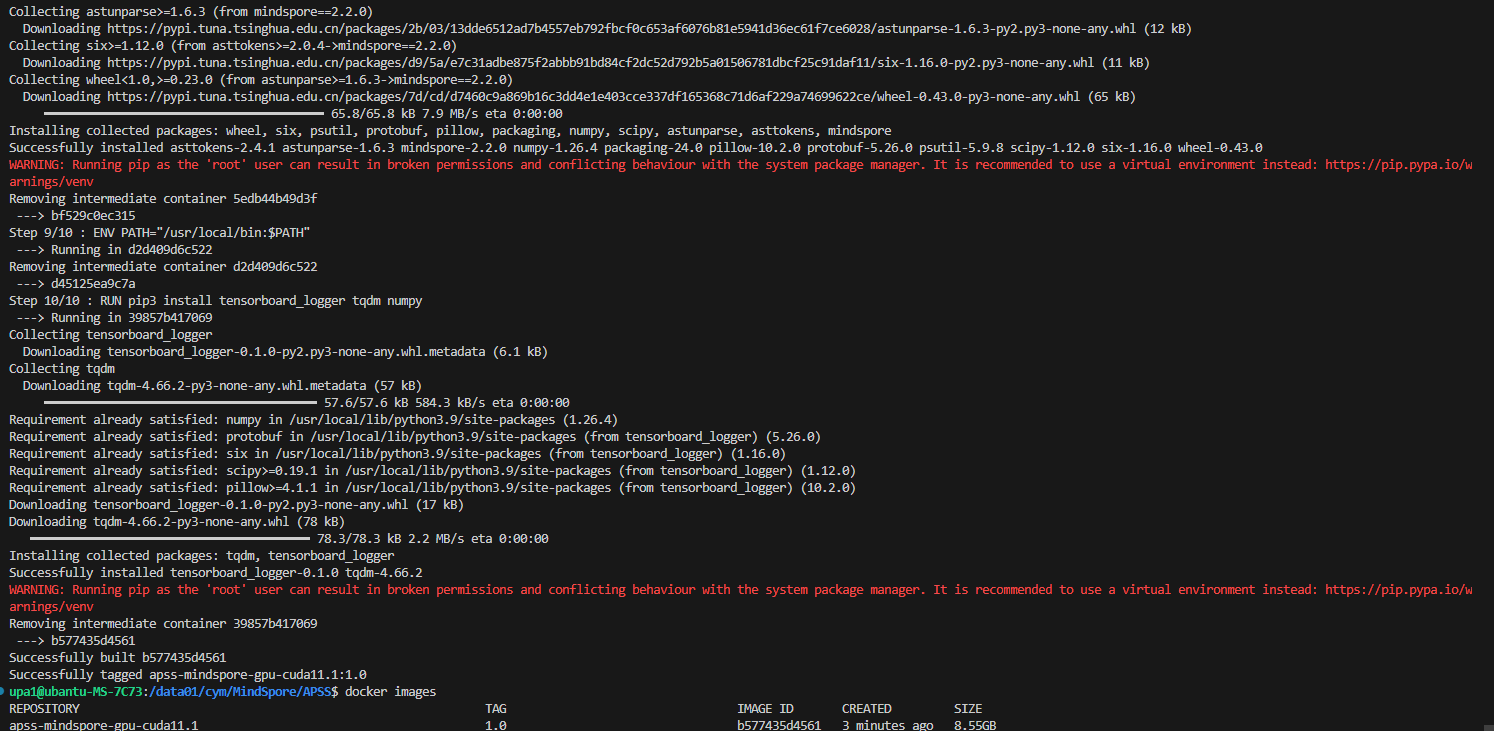 Collecting astunparse>=1.6.3 (from mindspore==2.2.0)
Downloading https://pypi.tuna.tsinghua.edu.cn/packages/2b/03/13dde6512ad7b4557eb792fbcf0c653af6076b81e5941d36ec61f7ce6028/astunparse-1.6.3-py2.py3-none-any.whl (12 kB)
Collecting six>=1.12.0 (from asttokens>=2.0.4->mindspore==2.2.0)
Downloading https://pypi.tuna.tsinghua.edu.cn/packages/d9/5a/e7c31adbe875f2abbb91bd84cf2dc52d792b5a01506781dbcf25c91daf11/six-1.16.0-py2.py3-none-any.whl (11 kB)
Collecting wheel<1.0,>=0.23.0 (from astunparse>=1.6.3->mindspore==2.2.0)
Downloading https://pypi.tuna.tsinghua.edu.cn/packages/7d/cd/d7460c9a869b16c3dd4e1e403cce337df165368c71d6af229a74699622ce/wheel-0.43.0-py3-none-any.whl (65 kB)
65.8/65.8 kB 7.9 MB/s eta 0:00:00
Installing collected packages: wheel, six, psutil, protobuf, pillow, packaging, numpy, scipy, astunparse, asttokens, mindspore
Successfully installed asttokens-2.4.1 astunparse-1.6.3 mindspore-2.2.0 numpy-1.26.4 packaging-24.0 pillow-10.2.0 protobuf-5.26.0 psutil-5.9.8 scipy-1.12.0 six-1.16.0 wheel-0.43.0
WARNING: Running pip as the 'root' user can result in broken permissions and conflicting behaviour with the system package manager. It is recommended to use a virtual environment instead: https://pip.pypa.io/w
arnings/venv
Removing intermediate container 5edb44b49d3f
---> bf529c0ec315
Step 9/10 : ENV PATH="/usr/local/bin:$PATH"
---> Running in d2d409d6c522
Removing intermediate container d2d409d6c522
---> d45125ea9c7a
Step 10/10 : RUN pip3 install tensorboard_logger tqdm numpy
---> Running in 39857b417069
Collecting tensorboard_logger
Downloading tensorboard_logger-0.1.0-py2.py3-none-any.whl.metadata (6.1 kB)
Collecting tqdm
Downloading tqdm-4.66.2-py3-none-any.whl.metadata (57 kB)
57.6/57.6 kB 584.3 kB/s eta 0:00:00
Requirement already satisfied: numpy in /usr/local/lib/python3.9/site-packages (1.26.4)
Requirement already satisfied: protobuf in /usr/local/lib/python3.9/site-packages (from tensorboard_logger) (5.26.0)
Requirement already satisfied: six in /usr/local/lib/python3.9/site-packages (from tensorboard_logger) (1.16.0)
Requirement already satisfied: scipy>=0.19.1 in /usr/local/lib/python3.9/site-packages (from tensorboard_logger) (1.12.0)
Requirement already satisfied: pillow>=4.1.1 in /usr/local/lib/python3.9/site-packages (from tensorboard_logger) (10.2.0)
Downloading tensorboard_logger-0.1.0-py2.py3-none-any.whl (17 kB)
Downloading tqdm-4.66.2-py3-none-any.whl (78 kB)
78.3/78.3 kB 2.2 MB/s eta 0:00:00
Installing collected packages: tqdm, tensorboard_logger
Successfully installed tensorboard_logger-0.1.0 tqdm-4.66.2
WARNING: Running pip as the 'root' user can result in broken permissions and conflicting behaviour with the system package manager. It is recommended to use a virtual environment instead: https://pip.pypa.io/w
arnings/venv
Removing intermediate container 39857b417069
---> b577435d4561
Successfully built b577435d4561
Successfully tagged apss-mindspore-gpu-cuda11.1:1.0
upa1@ubantu-MS-7C73:/data01/cym/MindSpore/APSS$ docker images
REPOSITORY TAG IMAGE ID CREATED SIZE
apss-mindspore-gpu-cuda11.1 1.0 b577435d4561 3 minutes ago 8.55GB